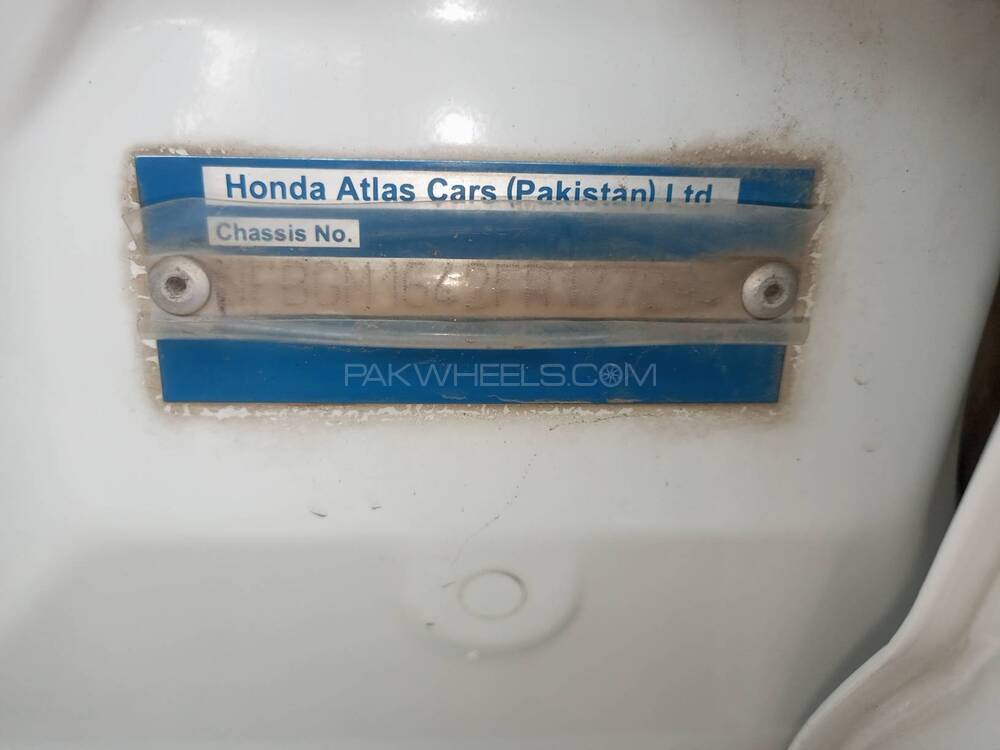 Honda Atlas Cars (Pakistan) Ltd
Chassis No.
PAKWHEELS.COM